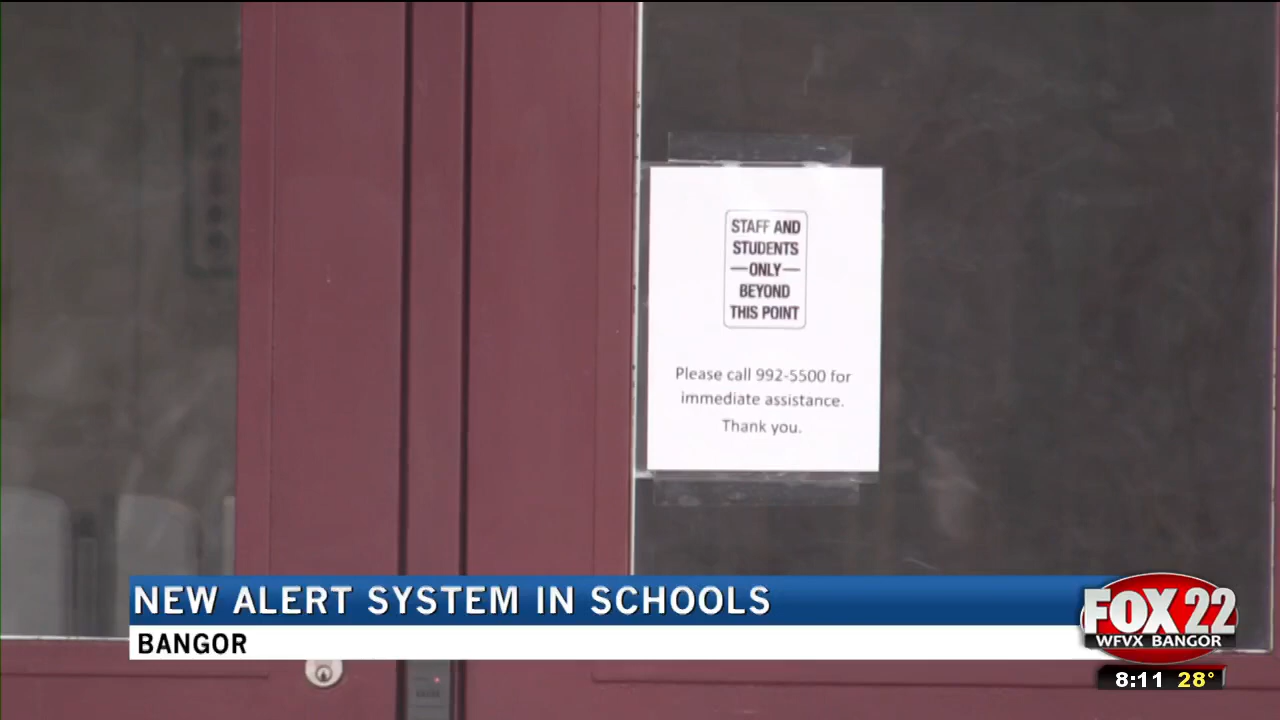 STAFF AND
STUDENTS
—ONLY—
BEYOND
THIS POINT
Please call 992-5500 for
immediate assistance.
Thank you.
NEW ALERT SYSTEM IN SCHOOLS
BANGOR
FOX 22
WFVX BANGOR
8:11 28°